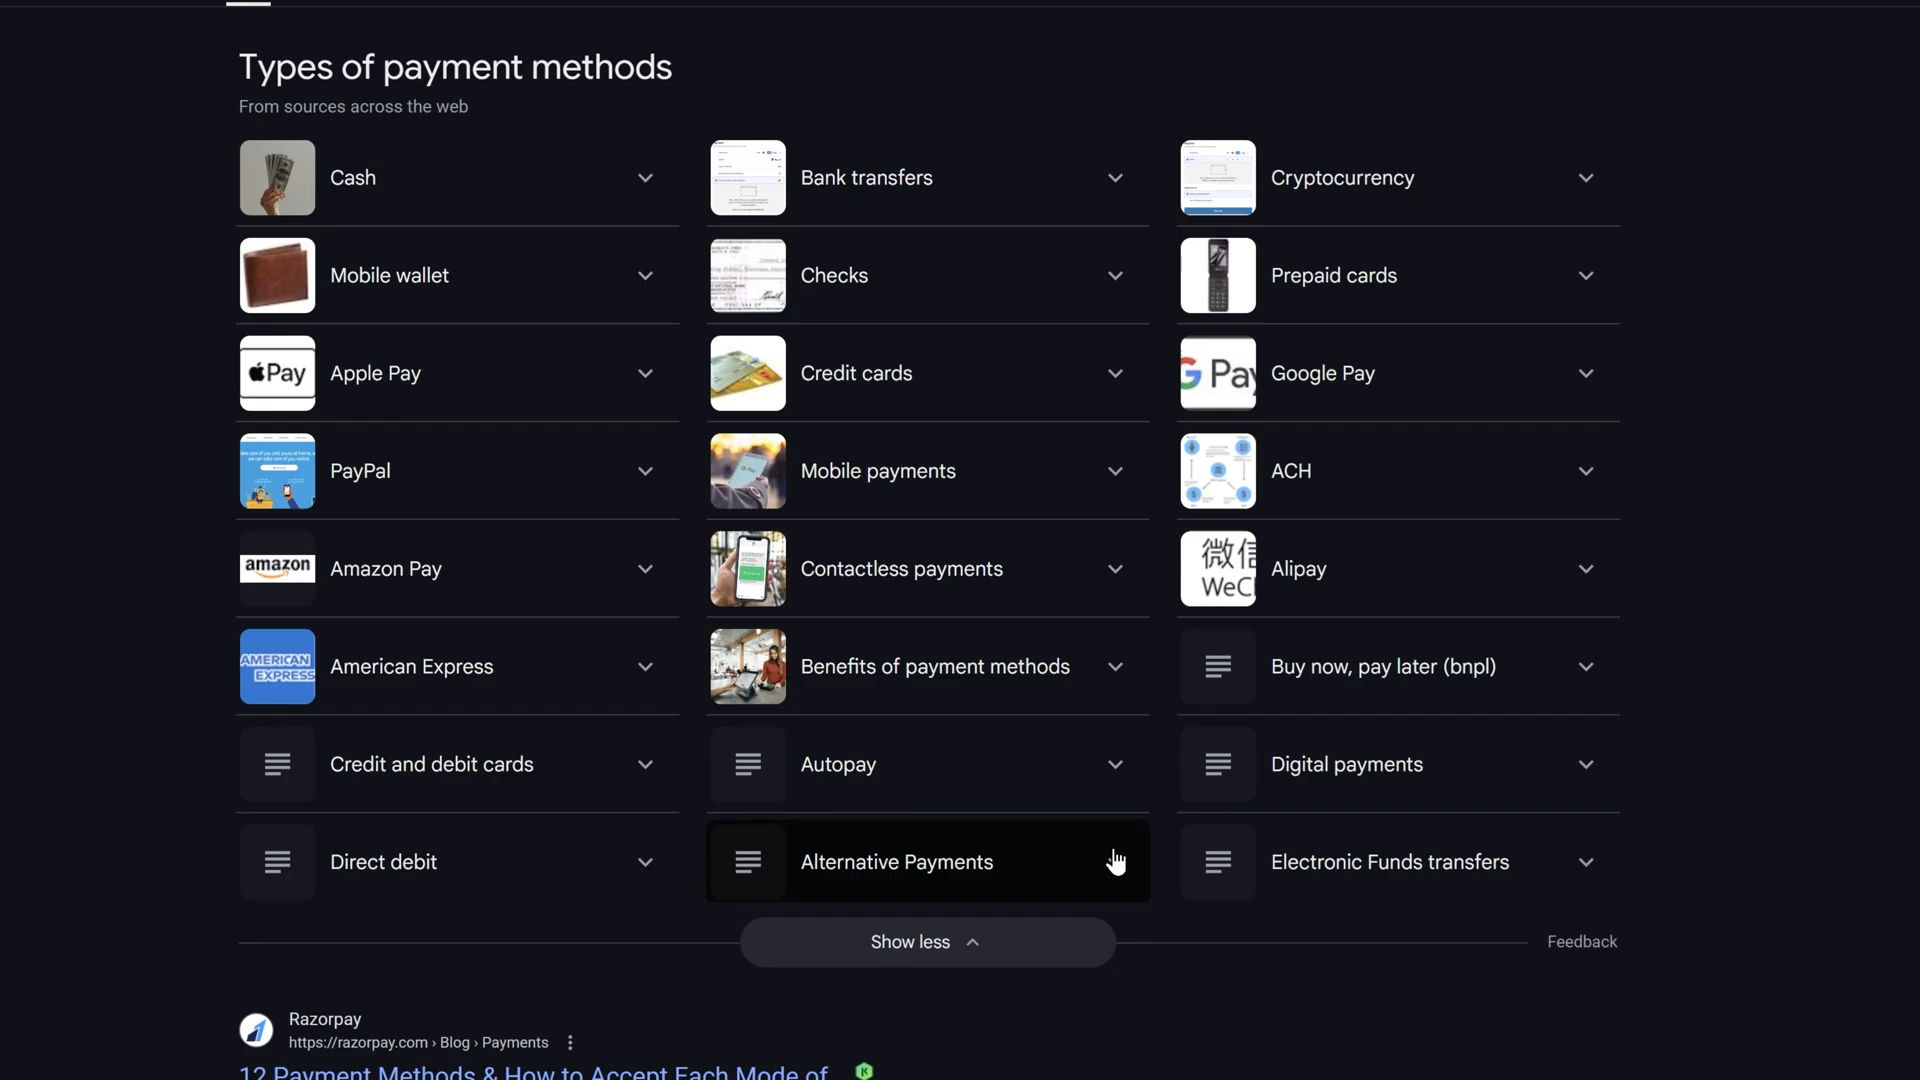 Types of payment methods
From sources across the web
Cash
Bank transfers
Cryptocurrency
Mobile wallet
Checks
Prepaid cards
Pay
Apple Pay
Credit cards
G Pay
Google Pay
PayPal
G Pay
Mobile payments
ACH
amazon
Amazon Pay
Contactless payments
微信
WeC
Alipay
AMERICAN
EXPRESS
American Express
Benefits of payment methods
Buy now, pay later (bnpl)
Credit and debit cards
Autopay
Digital payments
Direct debit
Alternative Payments
Electronic Funds transfers
Show less
Feedback
Razorpay
https://razorpay.com › Blog › Payments
12 Payment Methods & How to Accept Each Mode of